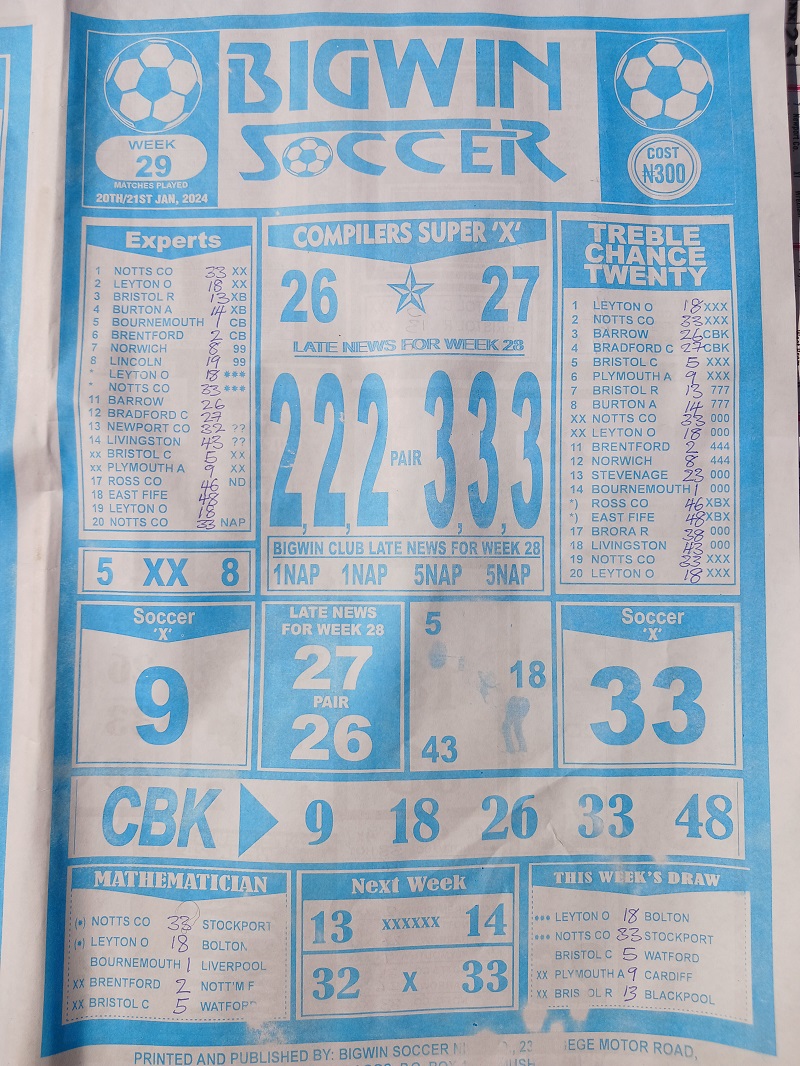 BIGWIN
SOCCER
WEEK
29
MATCHES PLAYED
20TH/21ST JAN, 2024
COST
₦300
Experts
1 NOTTS CO 33 XX
2 LEYTON O 18 XX
3 BRISTOL R 13 XB
4 BURTON A 14 XB
5 BOURNEMOUTH 1 CB
6 BRENTFORD 2 CB
7 NORWICH 8 99
8 LINCOLN 19 99
* LEYTON O 18 ***
* NOTTS CO 33 ***
11 BARROW 26
12 BRADFORD C 27
13 NEWPORT CO 32 ??
14 LIVINGSTON 43 ??
xx BRISTOL C 5 XX
xx PLYMOUTH A 9 XX
17 ROSS CO 46 ND
18 EAST FIFE 48
19 LEYTON O 18
20 NOTTS CO 33 NAP
5 XX 8
COMPILERS SUPER 'X'
26 27
LATE NEWS FOR WEEK 28
2,2,2 PAIR 3,3,3
BIGWIN CLUB LATE NEWS FOR WEEK 28
1NAP 1NAP 5NAP 5NAP
TREBLE
CHANCE
TWENTY
1 LEYTON O 18 XXX
2 NOTTS CO 33 XXX
3 BARROW 26 CBK
4 BRADFORD C 27 CBK
5 BRISTOL C 5 XXX
6 PLYMOUTH A 9 XXX
7 BRISTOL R 13 777
8 BURTON A 14 777
XX NOTTS CO 33 000
XX LEYTON O 18 000
11 BRENTFORD 2 444
12 NORWICH 8 444
13 STEVENAGE 23 000
14 BOURNEMOUTH 1 000
*) ROSS CO 46 XBX
*) EAST FIFE 48 XBX
17 BRORA R 38 000
18 LIVINGSTON 43 000
19 NOTTS CO 33 XXX
20 LEYTON O 18 XXX
Soccer
'X'
9
LATE NEWS
FOR WEEK 28
27
PAIR
26
5
18
43
Soccer
'X'
33
CBK 9 18 26 33 48
MATHEMATICIAN
(•) NOTTS CO 33 STOCKPORT
(•) LEYTON O 18 BOLTON
BOURNEMOUTH 1 LIVERPOOL
XX BRENTFORD 2 NOTT'M F
XX BRISTOL C 5 WATFORD
Next Week
13 XXXXXX 14
32 X 33
THIS WEEK'S DRAW
••• LEYTON O 18 BOLTON
••• NOTTS CO 33 STOCKPORT
BRISTOL C 5 WATFORD
XX PLYMOUTH A 9 CARDIFF
XX BRISTOL R 13 BLACKPOOL
PRINTED AND PUBLISHED BY: BIGWIN SOCCER 23 MOTOR ROAD,